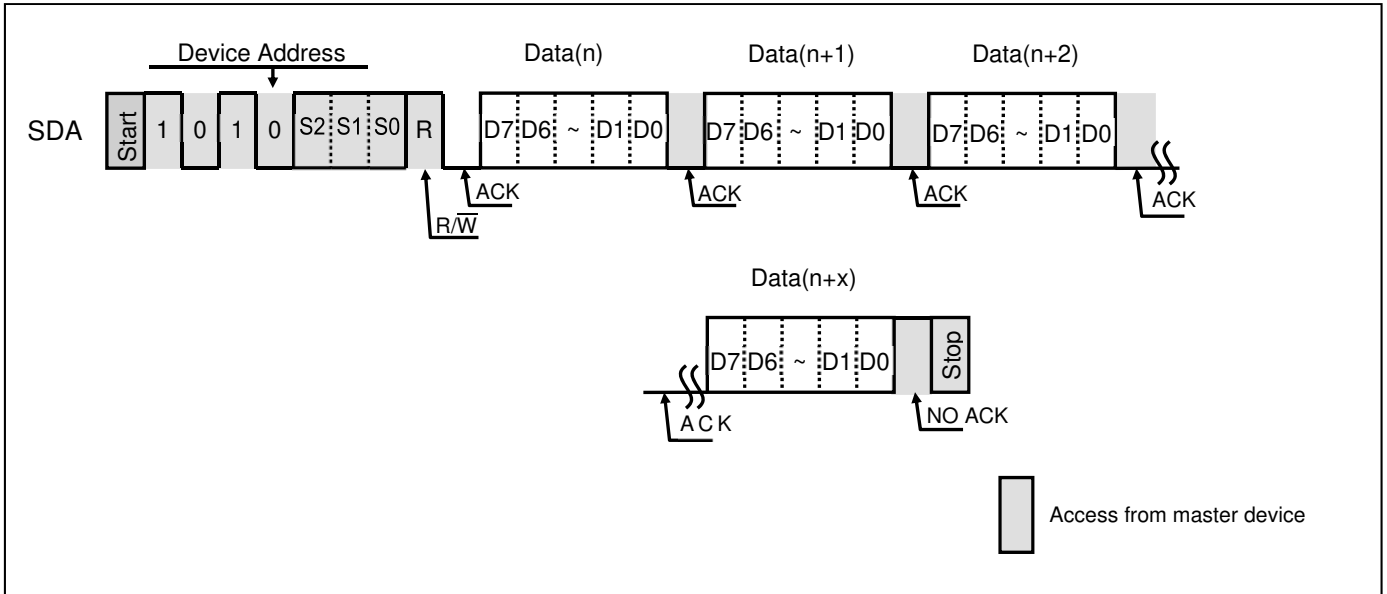 Device Address
Data(n)
Data(n+1)
Data(n+2)
SDA
Start 1 0 1 0 S2 S1 S0 R
D7 D6 ~ D1 D0
D7 D6 ~ D1 D0
D7 D6 ~ D1 D0
ACK
ACK
ACK
ACK
R/W̅
Data(n+x)
D7 D6 ~ D1 D0
Stop
ACK
NO ACK
Access from master device